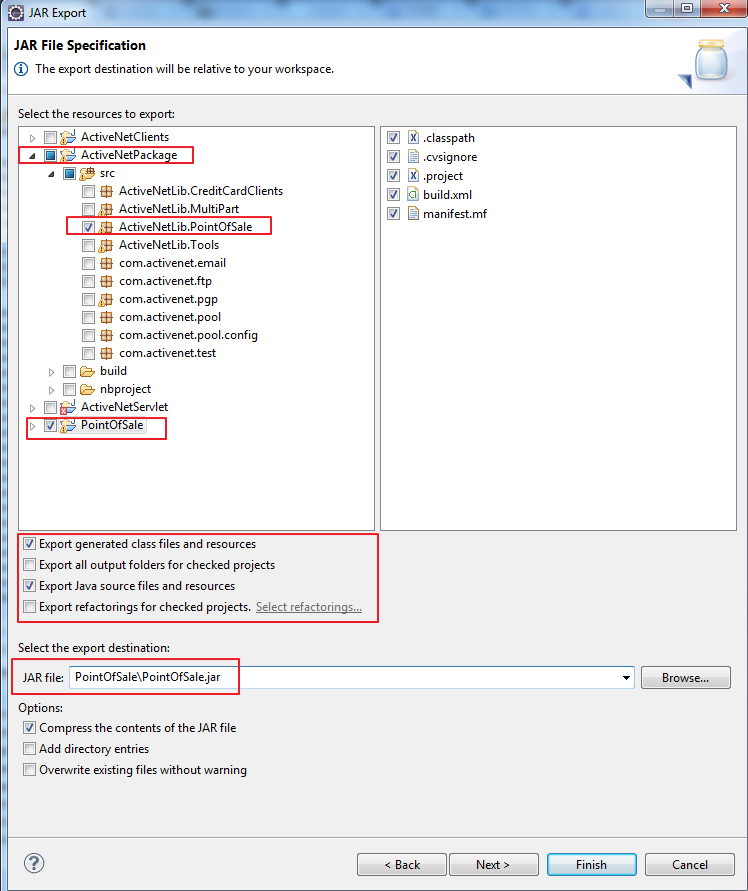 JAR Export
JAR File Specification
The export destination will be relative to your workspace.
Select the resources to export:
ActiveNetClients
ActiveNetPackage
src
ActiveNetLib.CreditCardClients
ActiveNetLib.MultiPart
ActiveNetLib.PointOfSale
ActiveNetLib.Tools
com.activenet.email
com.activenet.ftp
com.activenet.pgp
com.activenet.pool
com.activenet.pool.config
com.activenet.test
build
nbproject
ActiveNetServlet
PointOfSale
.classpath
.cvsignore
.project
build.xml
manifest.mf
Export generated class files and resources
Export all output folders for checked projects
Export Java source files and resources
Export refactorings for checked projects. Select refactorings...
Select the export destination:
JAR file: PointOfSale\PointOfSale.jar Browse...
Options:
Compress the contents of the JAR file
Add directory entries
Overwrite existing files without warning
? < Back Next > Finish Cancel